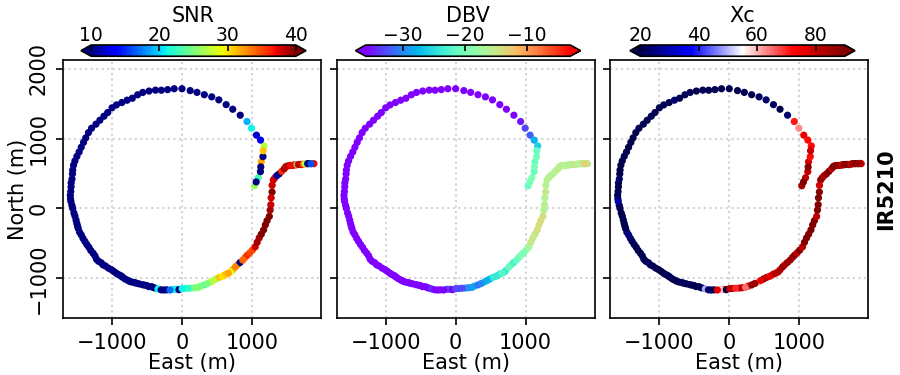 SNR DBV Xc
10 20 30 40 −30 −20 −10 20 40 60 80
2000
1000
0
−1000
North (m)
IR5210
−1000 0 1000 −1000 0 1000 −1000 0 1000
East (m) East (m) East (m)